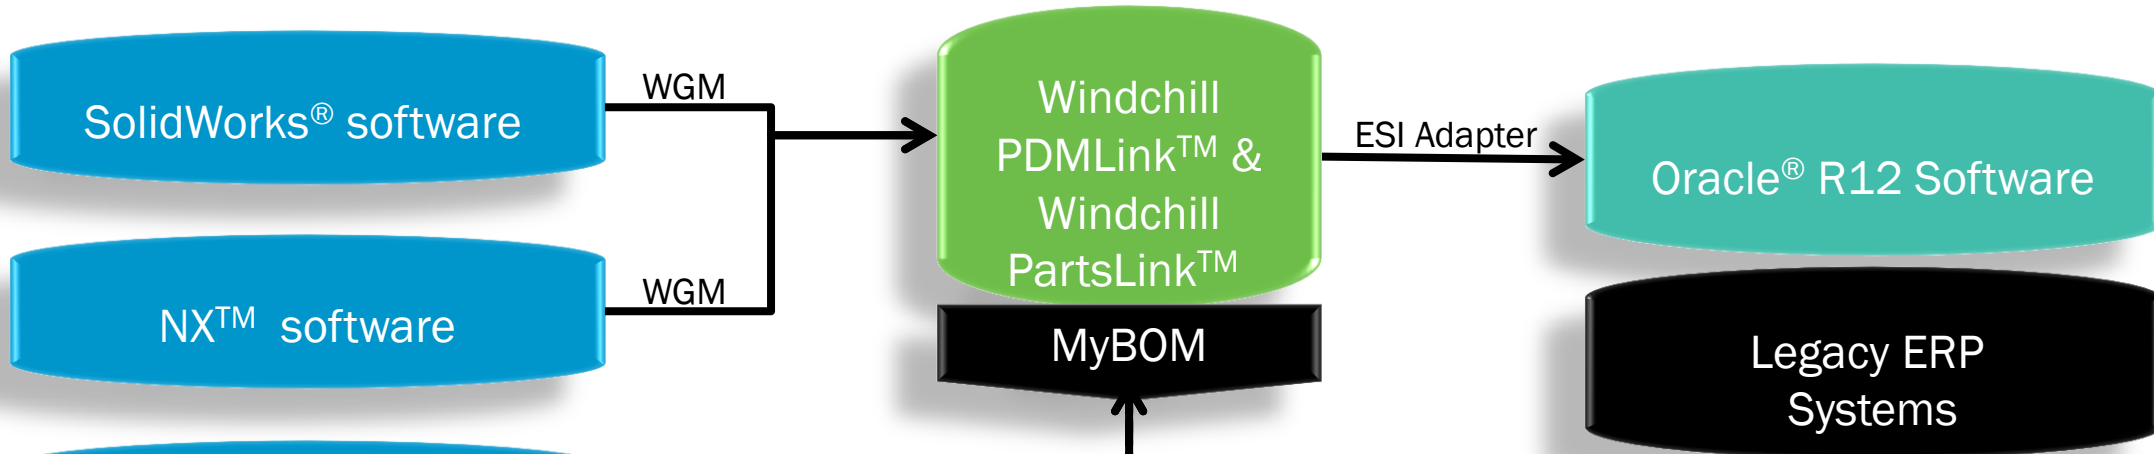 SolidWorks® software
WGM
NX™ software
WGM
Windchill
PDMLink™ &
Windchill
PartsLink™
MyBOM
ESI Adapter
Oracle® R12 Software
Legacy ERP
Systems